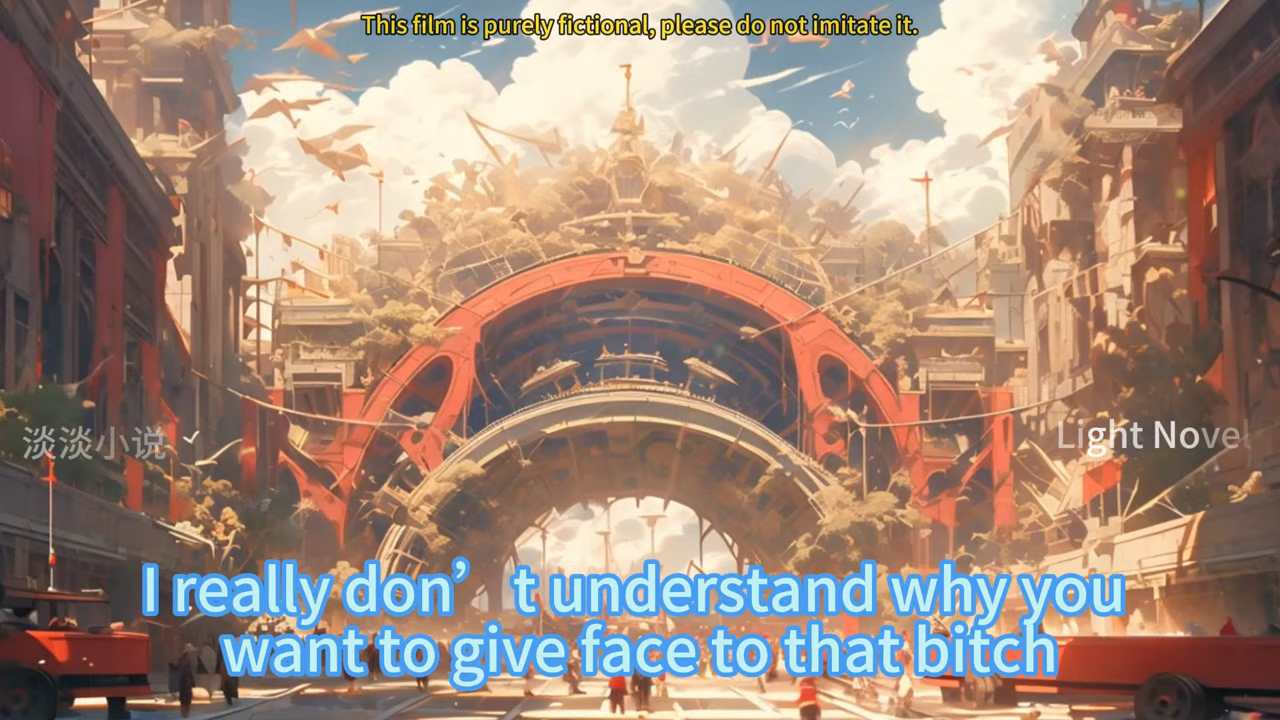 This film is purely fictional, please do not imitate it.
淡淡小说
Light Novel
I really don’t understand why you
want to give face to that bitch